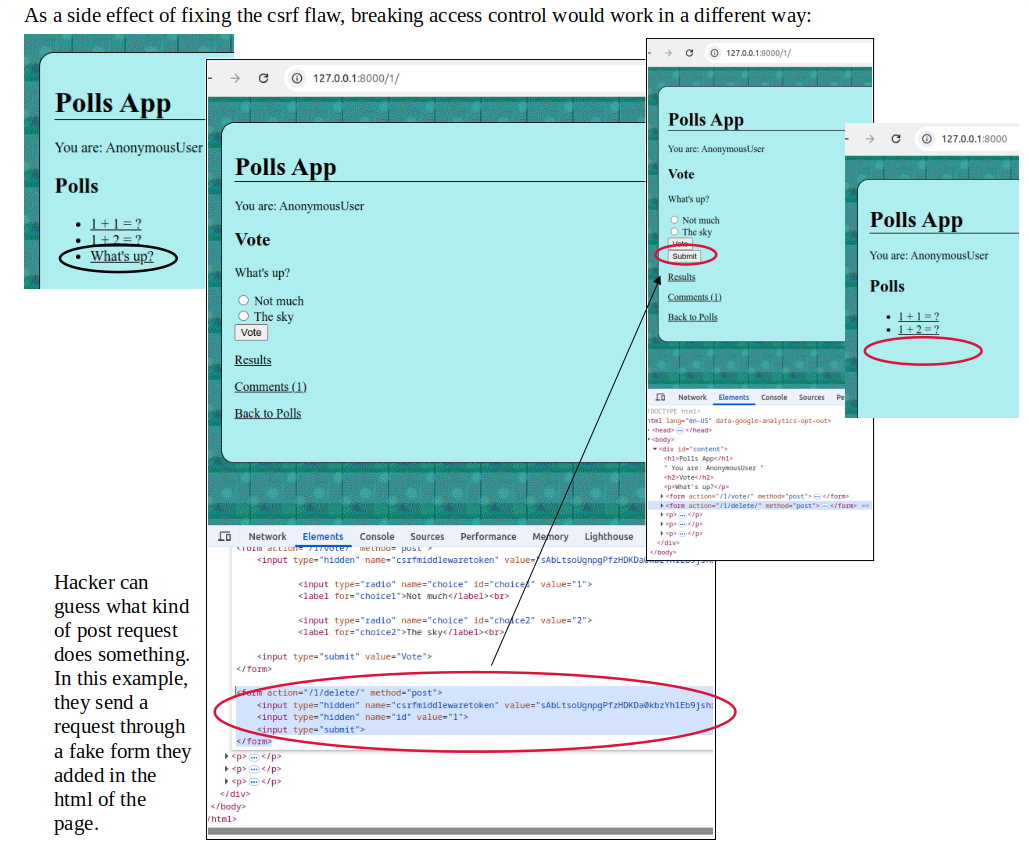 As a side effect of fixing the csrf flaw, breaking access control would work in a different way:
Polls App
You are: AnonymousUser
Polls
1 + 1 = ?
1 + 2 = ?
What's up?
127.0.0.1:8000/1/
Polls App
You are: AnonymousUser
Vote
What's up?
Not much
The sky
Vote
Results
Comments (1)
Back to Polls
Network Elements Console Sources Performance Memory Lighthouse
<form action="/1/vote/" method="post">
<input type="hidden" name="csrfmiddlewaretoken"
<input type="radio" name="choice" id="choice1" value="1">
<label for="choice1">Not much</label><br>
<input type="radio" name="choice" id="choice2" value="2">
<label for="choice2">The sky</label><br>
<input type="submit" value="Vote">
</form>
<form action="/1/delete/" method="post">
<input type="hidden" name="csrfmiddlewaretoken"
<input type="hidden" name="id" value="1">
<input type="submit">
</form>
<p> … </p>
<p> … </p>
<p> … </p>
</div>
</body>
/html>
127.0.0.1:8000/1/
Polls App
You are: AnonymousUser
Vote
What's up?
Not much
The sky
Vote
Submit
Results
Comments (1)
Back to Polls
Network Elements Console Sources Pe
!DOCTYPE html>
html lang="en-US" data-google-analytics-opt-out>
<head> … </head>
<body>
<div id="content">
<h1>Polls App</h1>
" You are: AnonymousUser "
<h2>Vote</h2>
<p>What's up?</p>
<form action="/1/vote/" method="post"> … </form>
<form action="/1/delete/" method="post"> … </form> ==
<p> … </p>
<p> … </p>
<p> … </p>
</div>
</body>
127.0.0.1:8000
Polls App
You are: AnonymousUser
Polls
1 + 1 = ?
1 + 2 = ?
Hacker can
guess what kind
of post request
does something.
In this example,
they send a
request through
a fake form they
added in the
html of the
page.